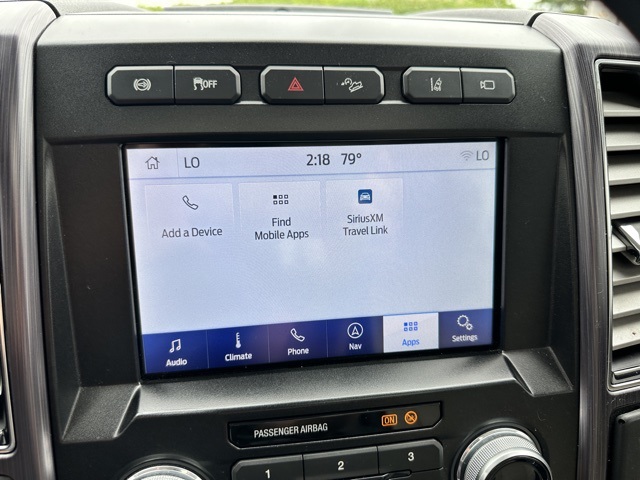 OFF
LO 2:18 79° LO
Add a Device
Find
Mobile Apps
SiriusXM
Travel Link
Audio Climate Phone Nav Apps Settings
PASSENGER AIRBAG ON
1 2 3